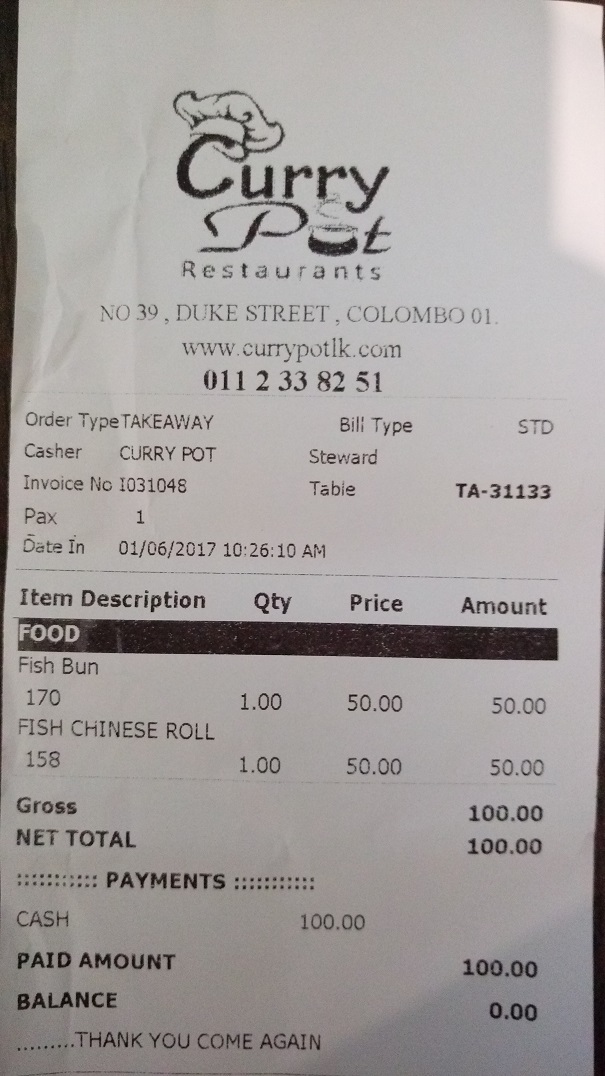 Curry
Pot
Restaurants
NO 39 , DUKE STREET , COLOMBO 01.
www.currypotlk.com
011 2 33 82 51
Order Type TAKEAWAY Bill Type STD
Casher CURRY POT Steward
Invoice No I031048 Table TA-31133
Pax 1
Date In 01/06/2017 10:26:10 AM
Item Description Qty Price Amount
FOOD
Fish Bun
170 1.00 50.00 50.00
FISH CHINESE ROLL
158 1.00 50.00 50.00
Gross 100.00
NET TOTAL 100.00
::::::::::: PAYMENTS :::::::::::
CASH 100.00
PAID AMOUNT 100.00
BALANCE 0.00
.........THANK YOU COME AGAIN